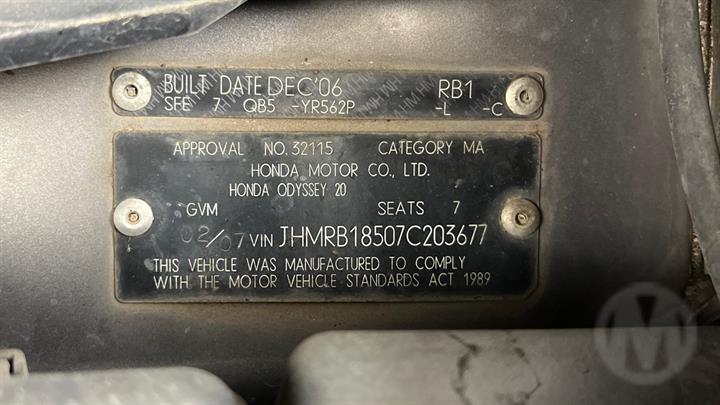 BUILT DATE DEC'06 RB1
SFE 7 QB5 -YR562P -L -C
APPROVAL NO. 32115 CATEGORY MA
HONDA MOTOR CO., LTD.
HONDA ODYSSEY 20
GVM SEATS 7
02/07 VIN JHMRB18507C203677
THIS VEHICLE WAS MANUFACTURED TO COMPLY
WITH THE MOTOR VEHICLE STANDARDS ACT 1989
M